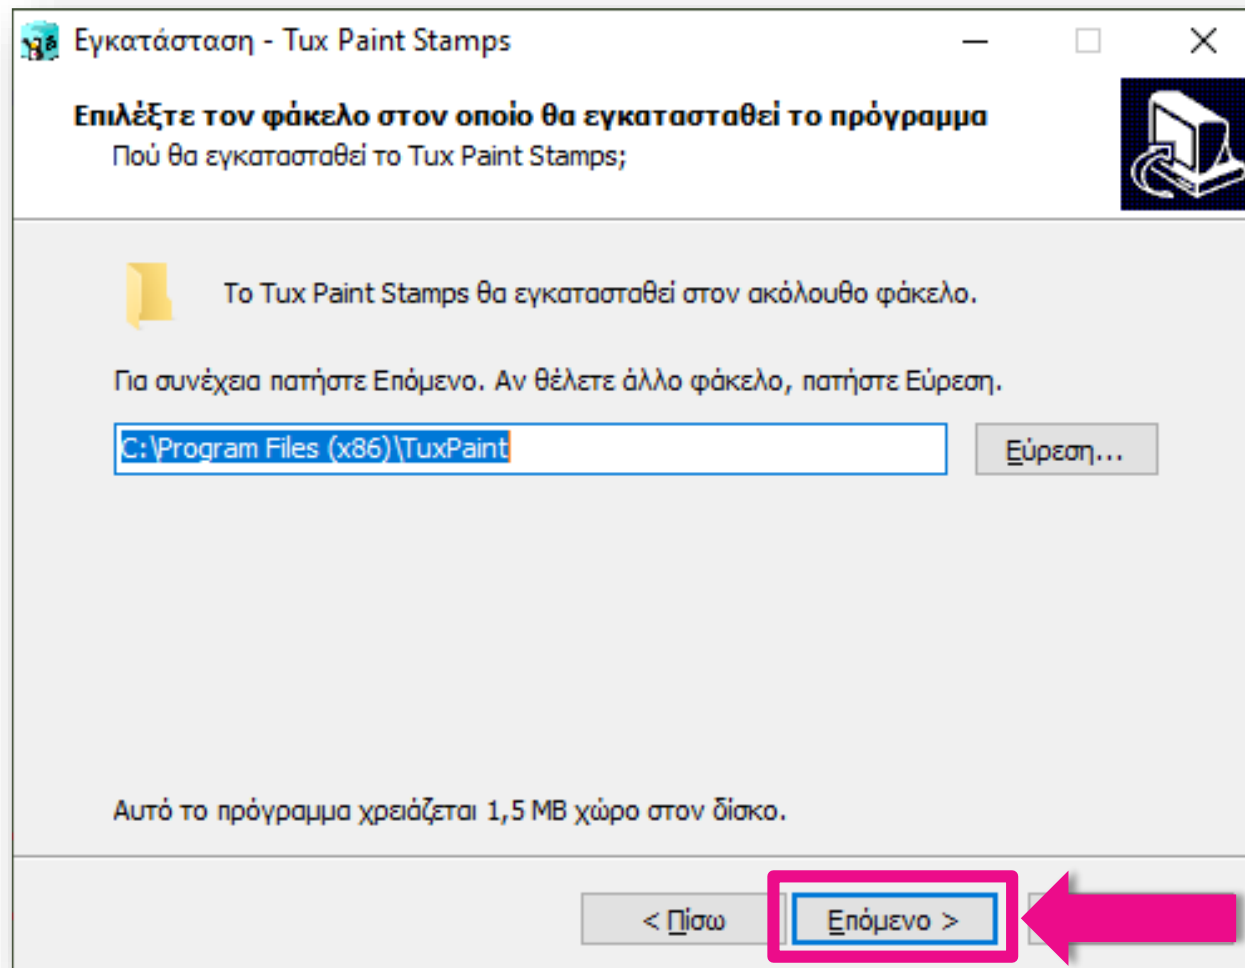 Εγκατάσταση - Tux Paint Stamps
Επιλέξτε τον φάκελο στον οποίο θα εγκατασταθεί το πρόγραμμα
Πού θα εγκατασταθεί το Tux Paint Stamps;
Το Tux Paint Stamps θα εγκατασταθεί στον ακόλουθο φάκελο.
Για συνέχεια πατήστε Επόμενο. Αν θέλετε άλλο φάκελο, πατήστε Εύρεση.
C:\Program Files (x86)\TuxPaint
Εύρεση...
Αυτό το πρόγραμμα χρειάζεται 1,5 MB χώρο στον δίσκο.
< Πίσω
Επόμενο >